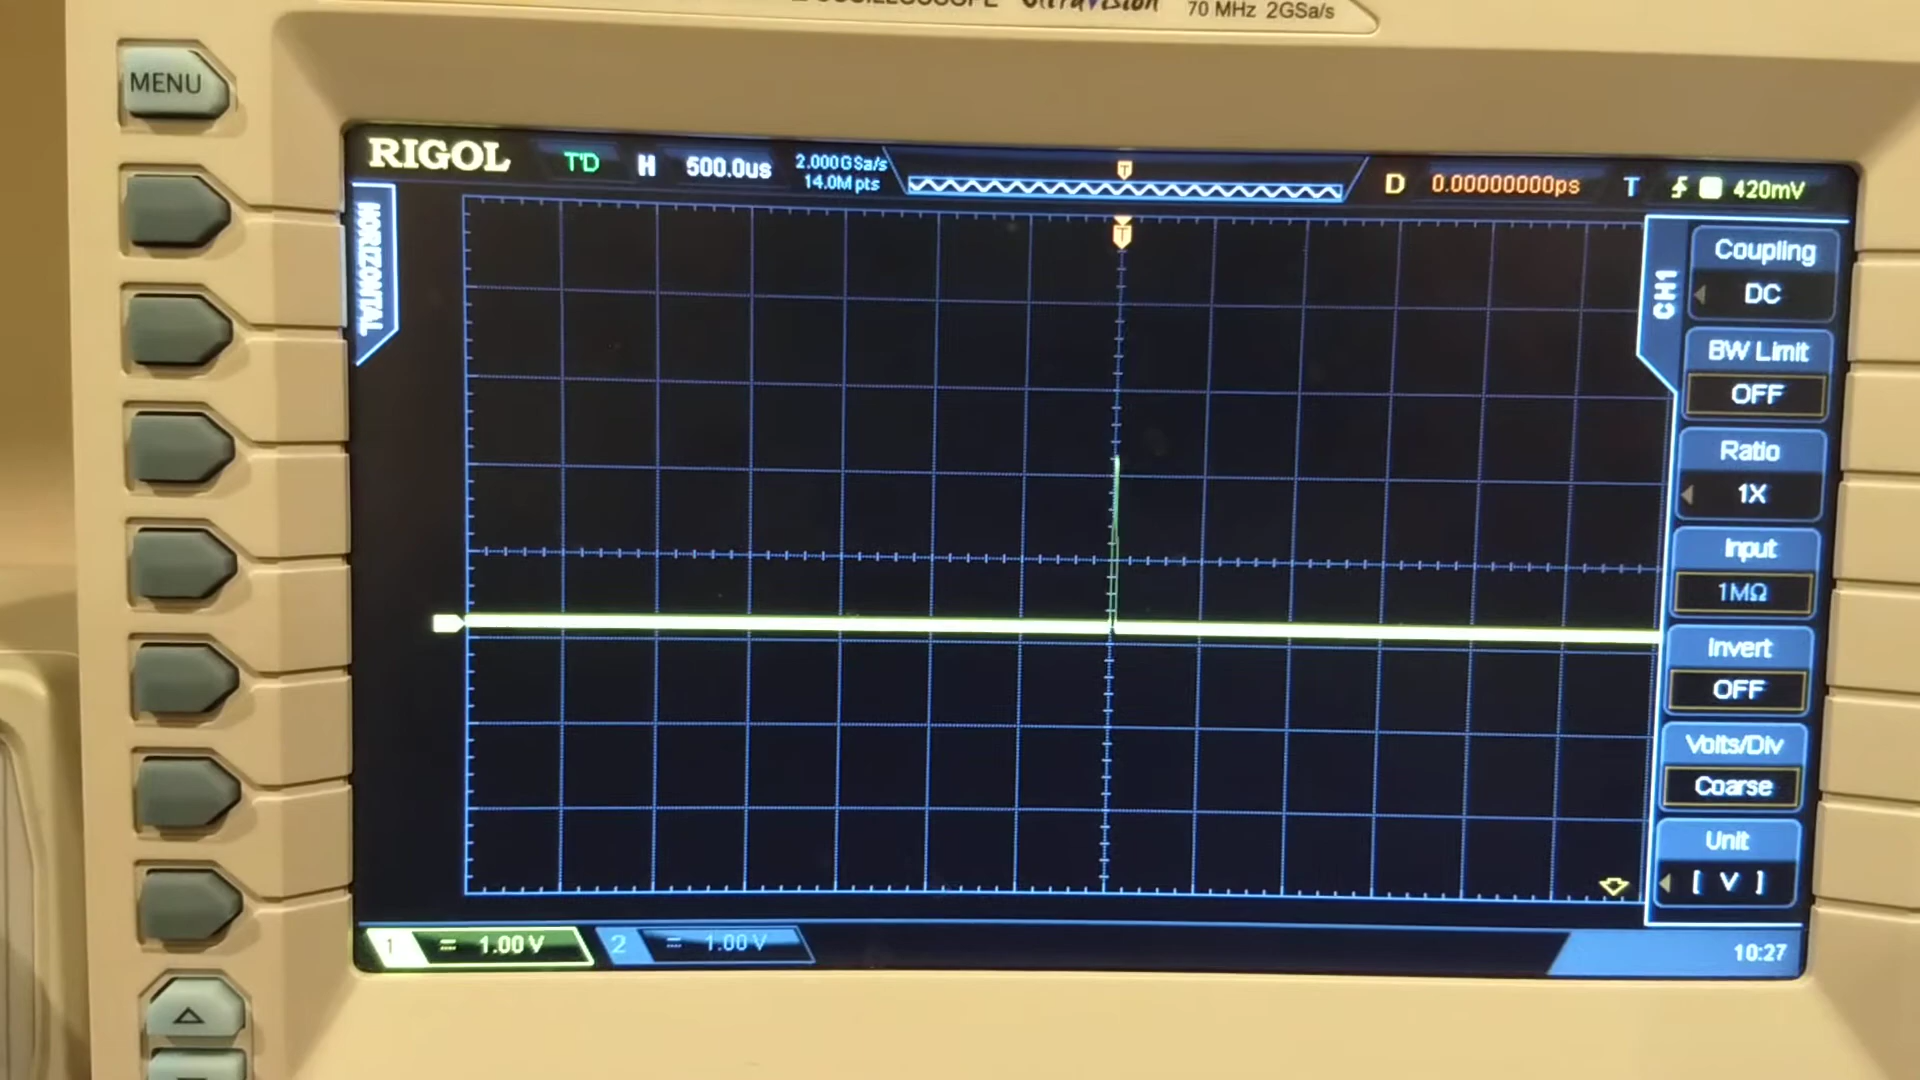 OSCILLOSCOPE UltraVision 70 MHz 2GSa/s
MENU
RIGOL T'D H 500.0us 2.000GSa/s 14.0M pts T D 0.00000000ps T 420mV
HORIZONTAL
T
CH1
Coupling
DC
BW Limit
OFF
Ratio
1X
Input
1MΩ
Invert
OFF
Volts/Div
Coarse
Unit
[ V ]
1 = 1.00 V 2 = 1.00 V
10:27